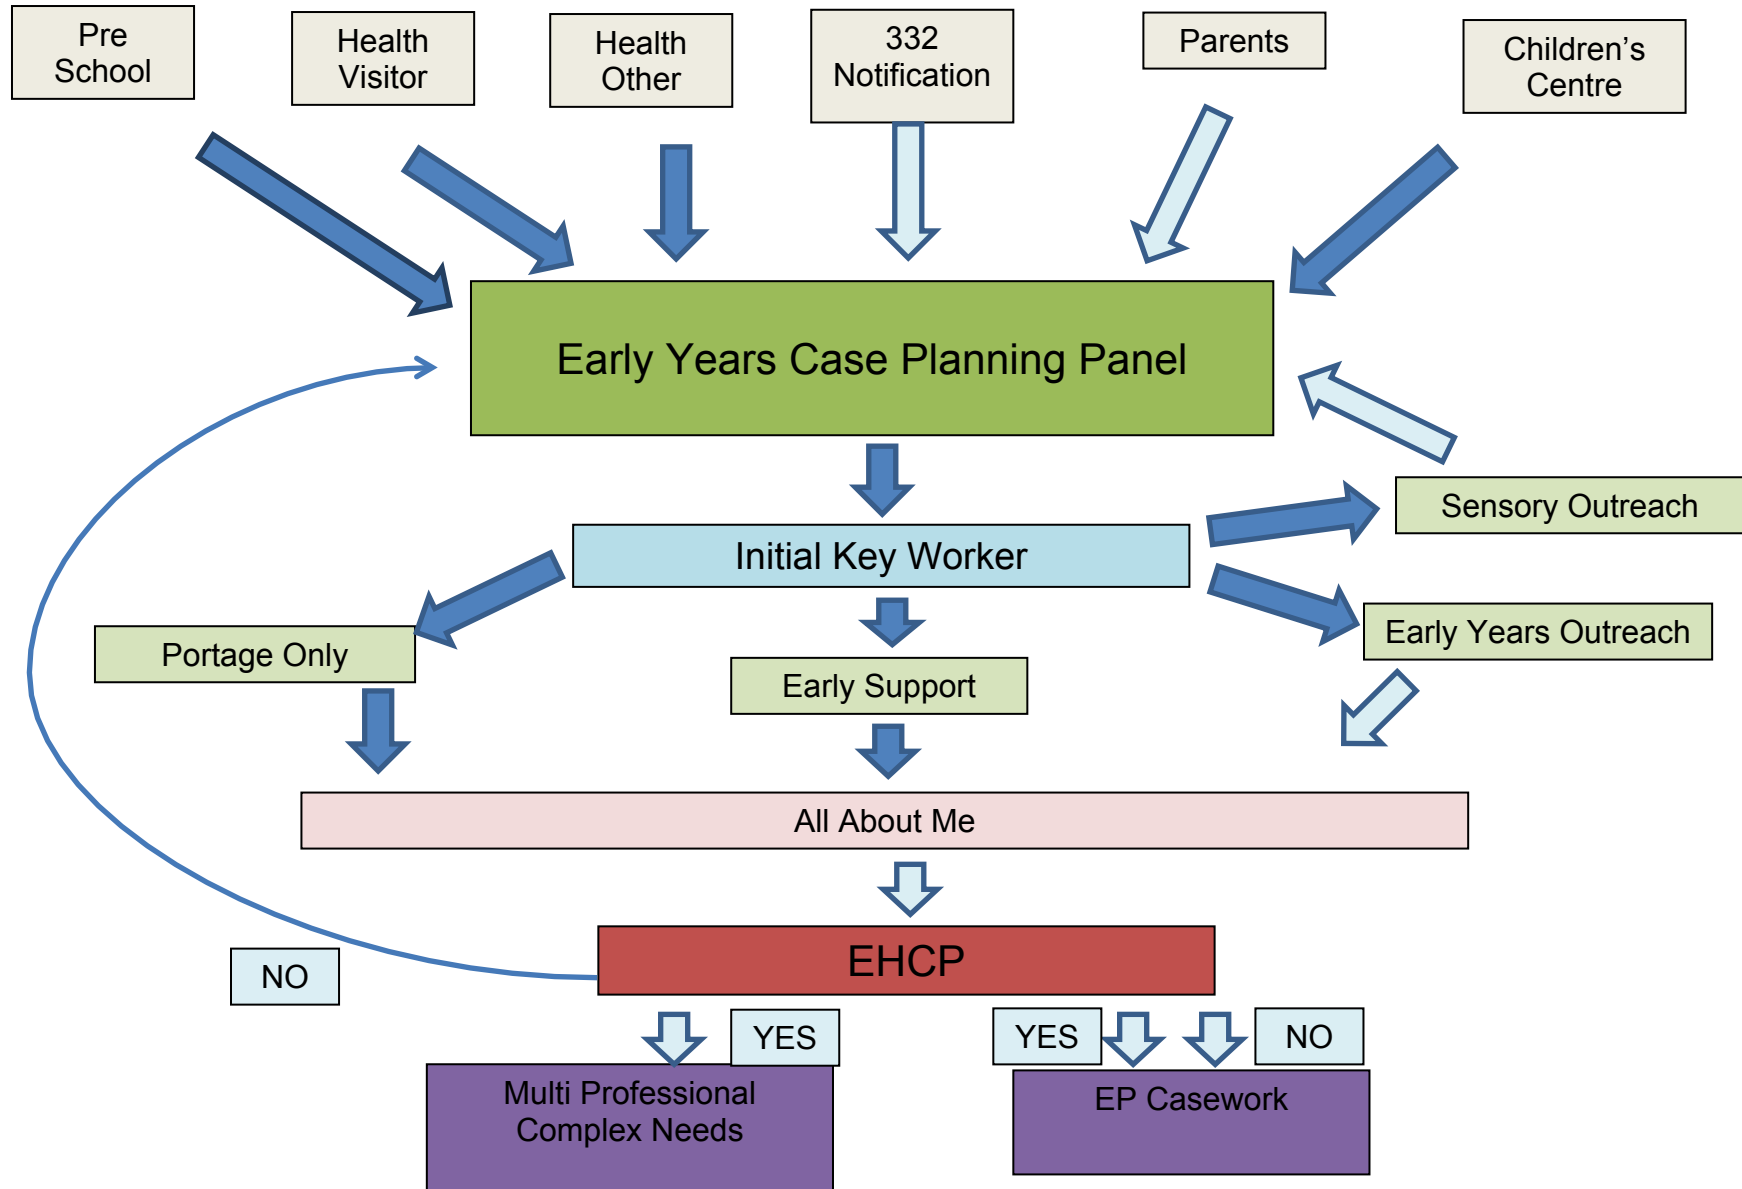 Pre
School
Health
Visitor
Health
Other
332
Notification
Parents
Children's
Centre
Early Years Case Planning Panel
Sensory Outreach
Initial Key Worker
Early Years Outreach
Portage Only
Early Support
All About Me
EHCP
NO
YES
YES
NO
Multi Professional
Complex Needs
EP Casework